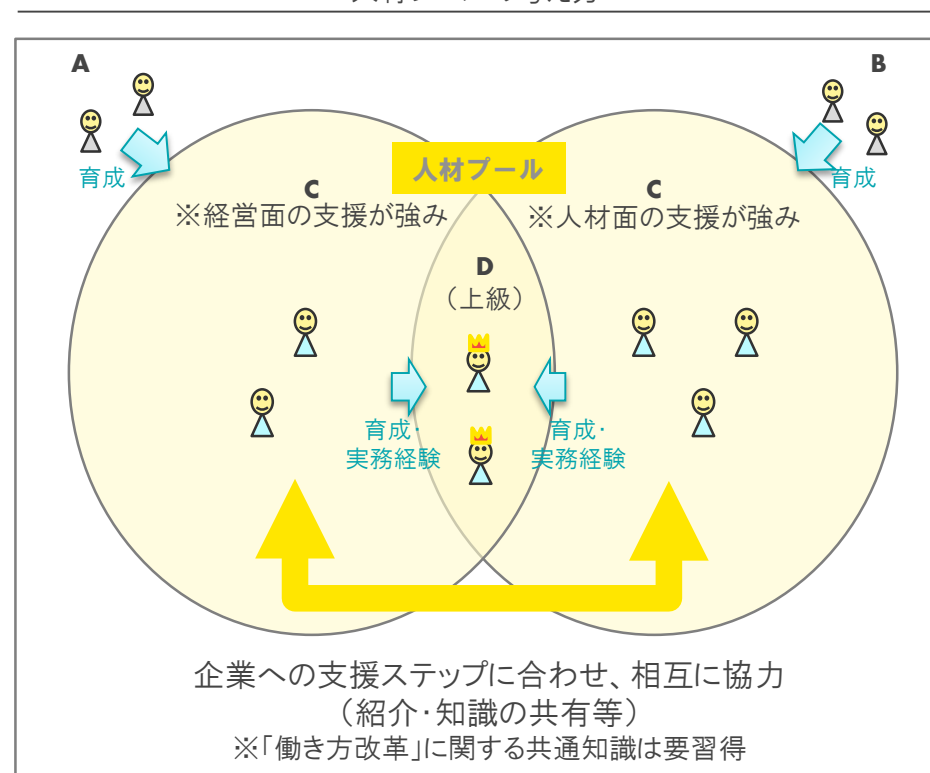 A
B
育成
育成
人材プール
C
※経営面の支援が強み
C
※人材面の支援が強み
D
（上級）
育成・
実務経験
育成・
実務経験
企業への支援ステップに合わせ、相互に協力
（紹介・知識の共有等）
※「働き方改革」に関する共通知識は要習得